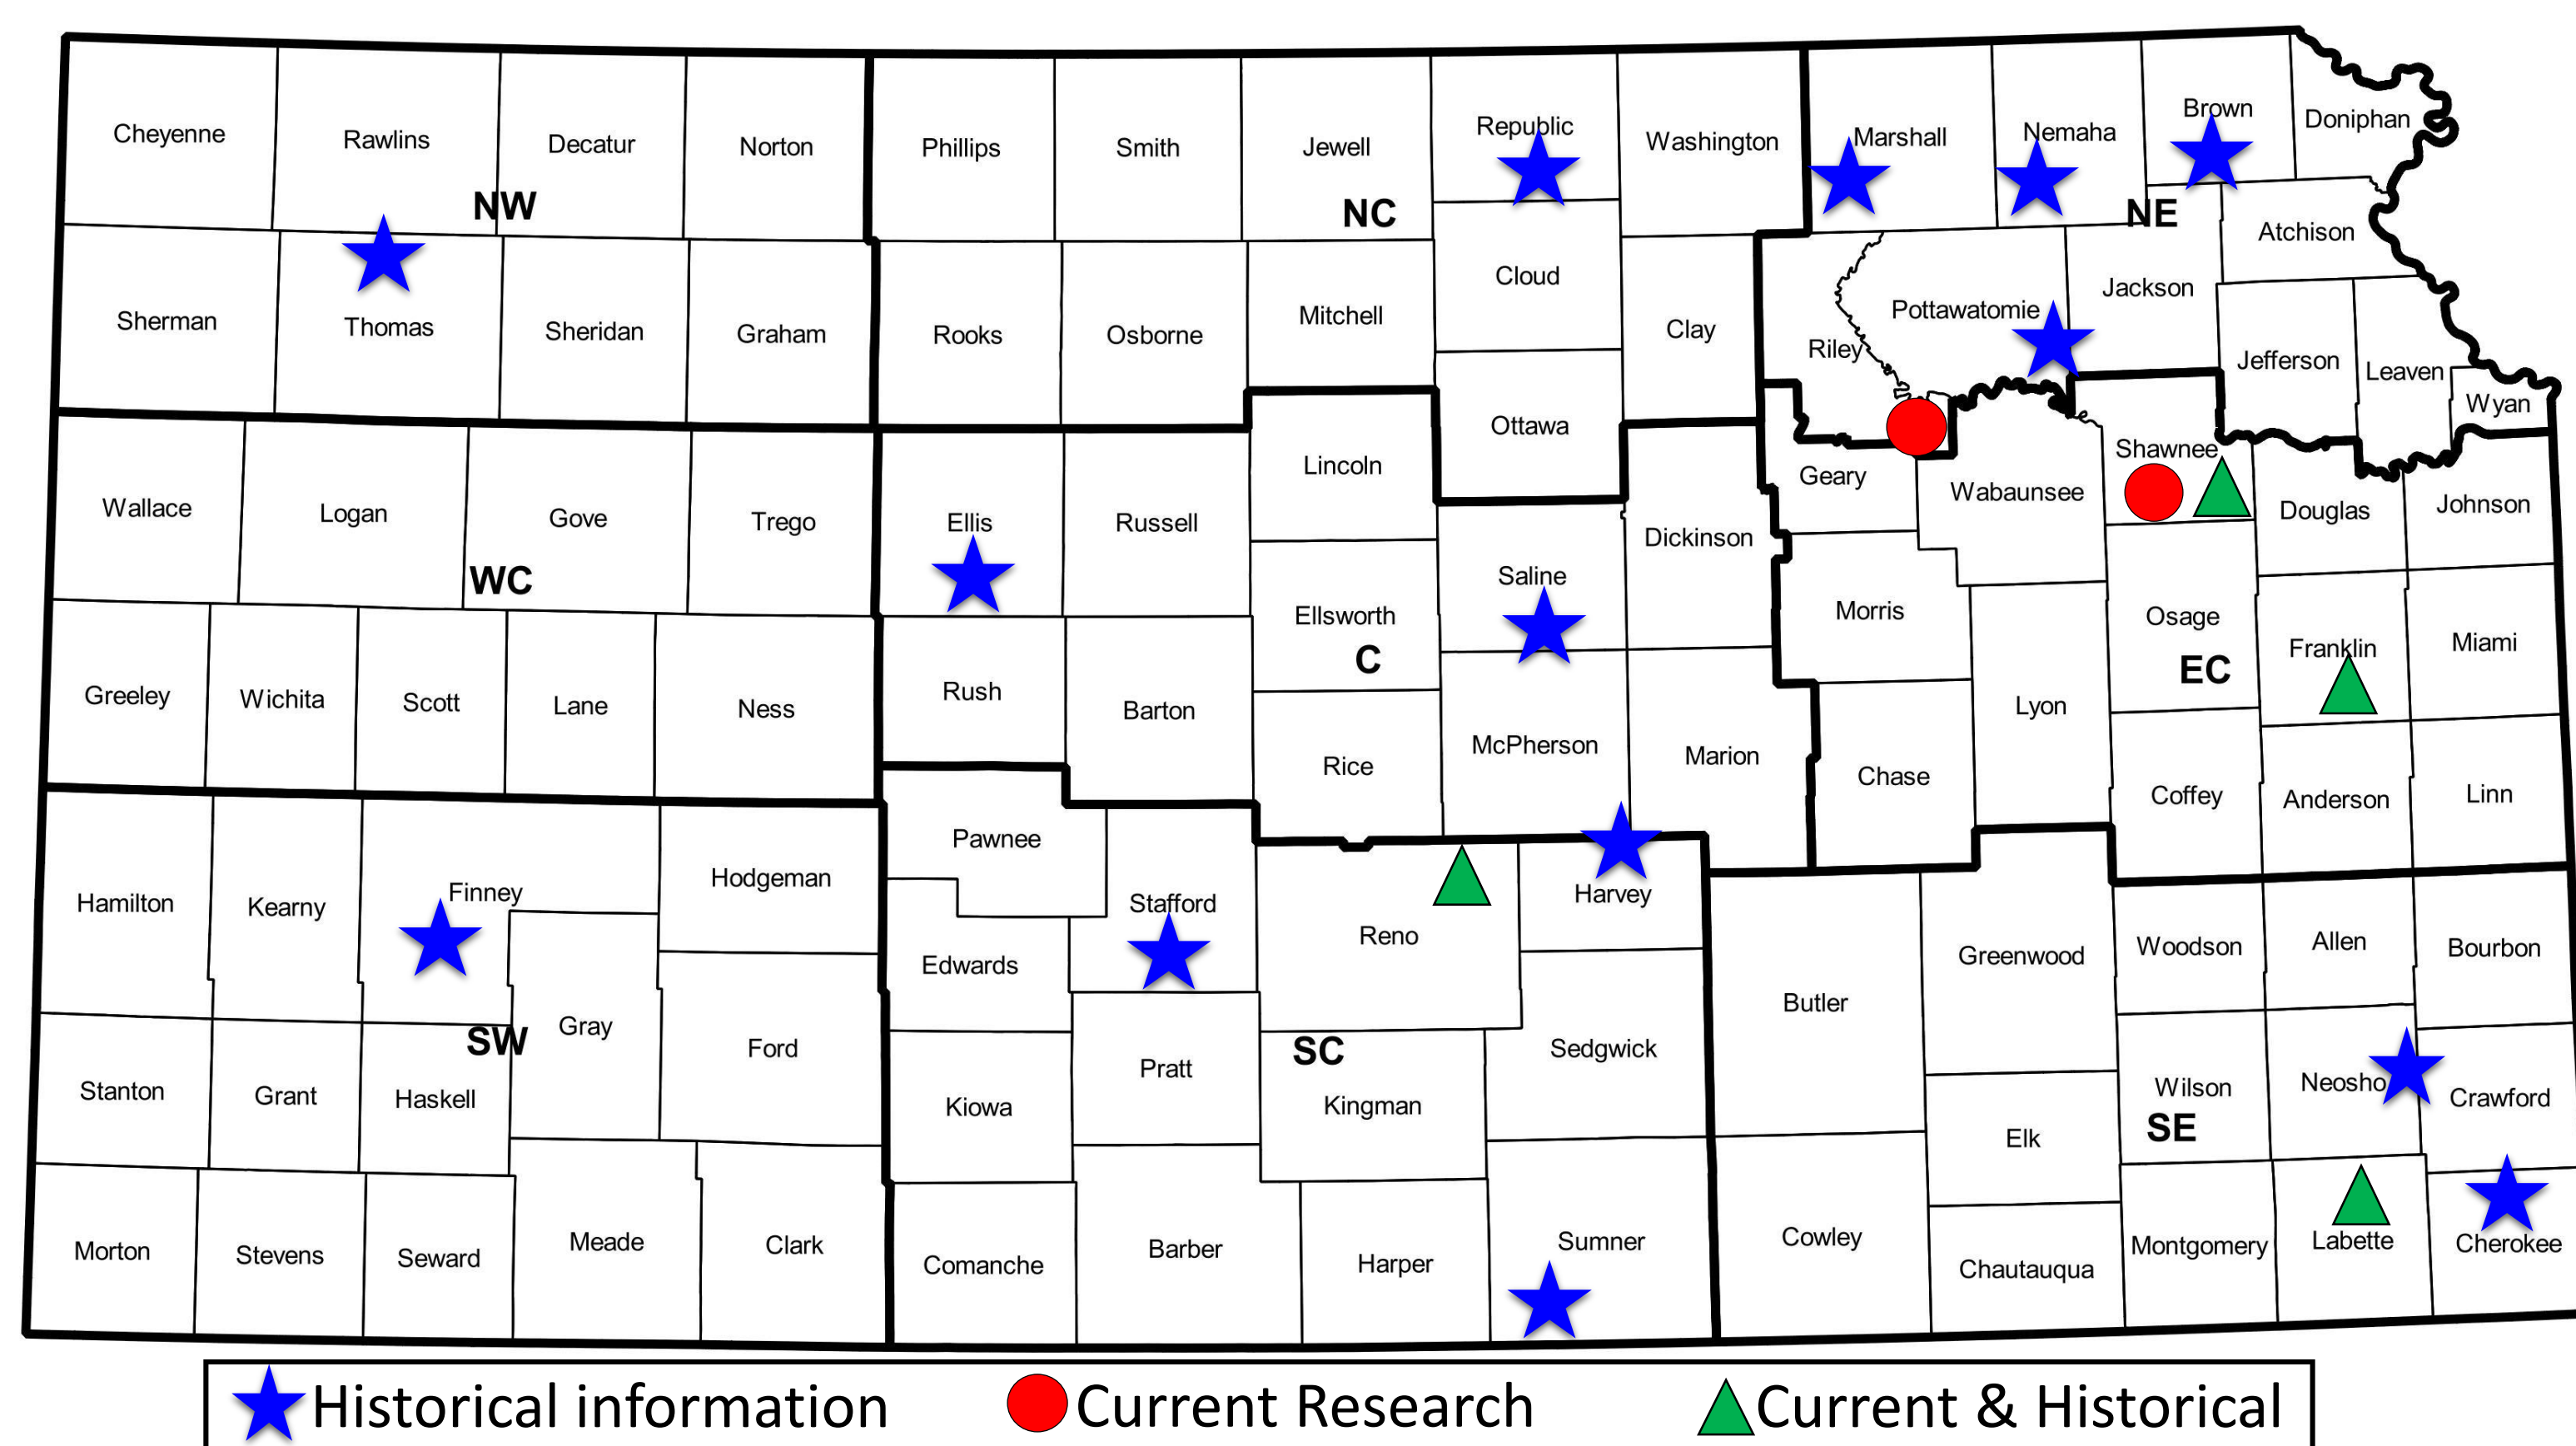 Cheyenne
Rawlins
Decatur
Norton
Phillips
Smith
Jewell
Republic
Washington
Marshall
Nemaha
Brown
Doniphan
NW
NC
NE
Atchison
Sherman
Thomas
Sheridan
Graham
Rooks
Osborne
Mitchell
Cloud
Clay
Riley
Pottawatomie
Jackson
Jefferson
Leaven
Wyan
Ottawa
Lincoln
Wallace
Logan
Gove
Trego
Ellis
Russell
Dickinson
Geary
Wabaunsee
Shawnee
Douglas
Johnson
WC
Ellsworth
Saline
C
Morris
Osage
EC
Franklin
Miami
Greeley
Wichita
Scott
Lane
Ness
Rush
Barton
Rice
McPherson
Marion
Chase
Lyon
Coffey
Anderson
Linn
Hamilton
Kearny
Finney
Hodgeman
Pawnee
Stafford
Edwards
Reno
Harvey
Butler
Greenwood
Woodson
Allen
Bourbon
SW
Gray
Ford
SC
Sedgwick
Stanton
Grant
Haskell
Kiowa
Pratt
Kingman
Elk
Wilson
SE
Neosho
Crawford
Morton
Stevens
Seward
Meade
Clark
Comanche
Barber
Harper
Sumner
Cowley
Chautauqua
Montgomery
Labette
Cherokee
Historical information
Current Research
Current & Historical